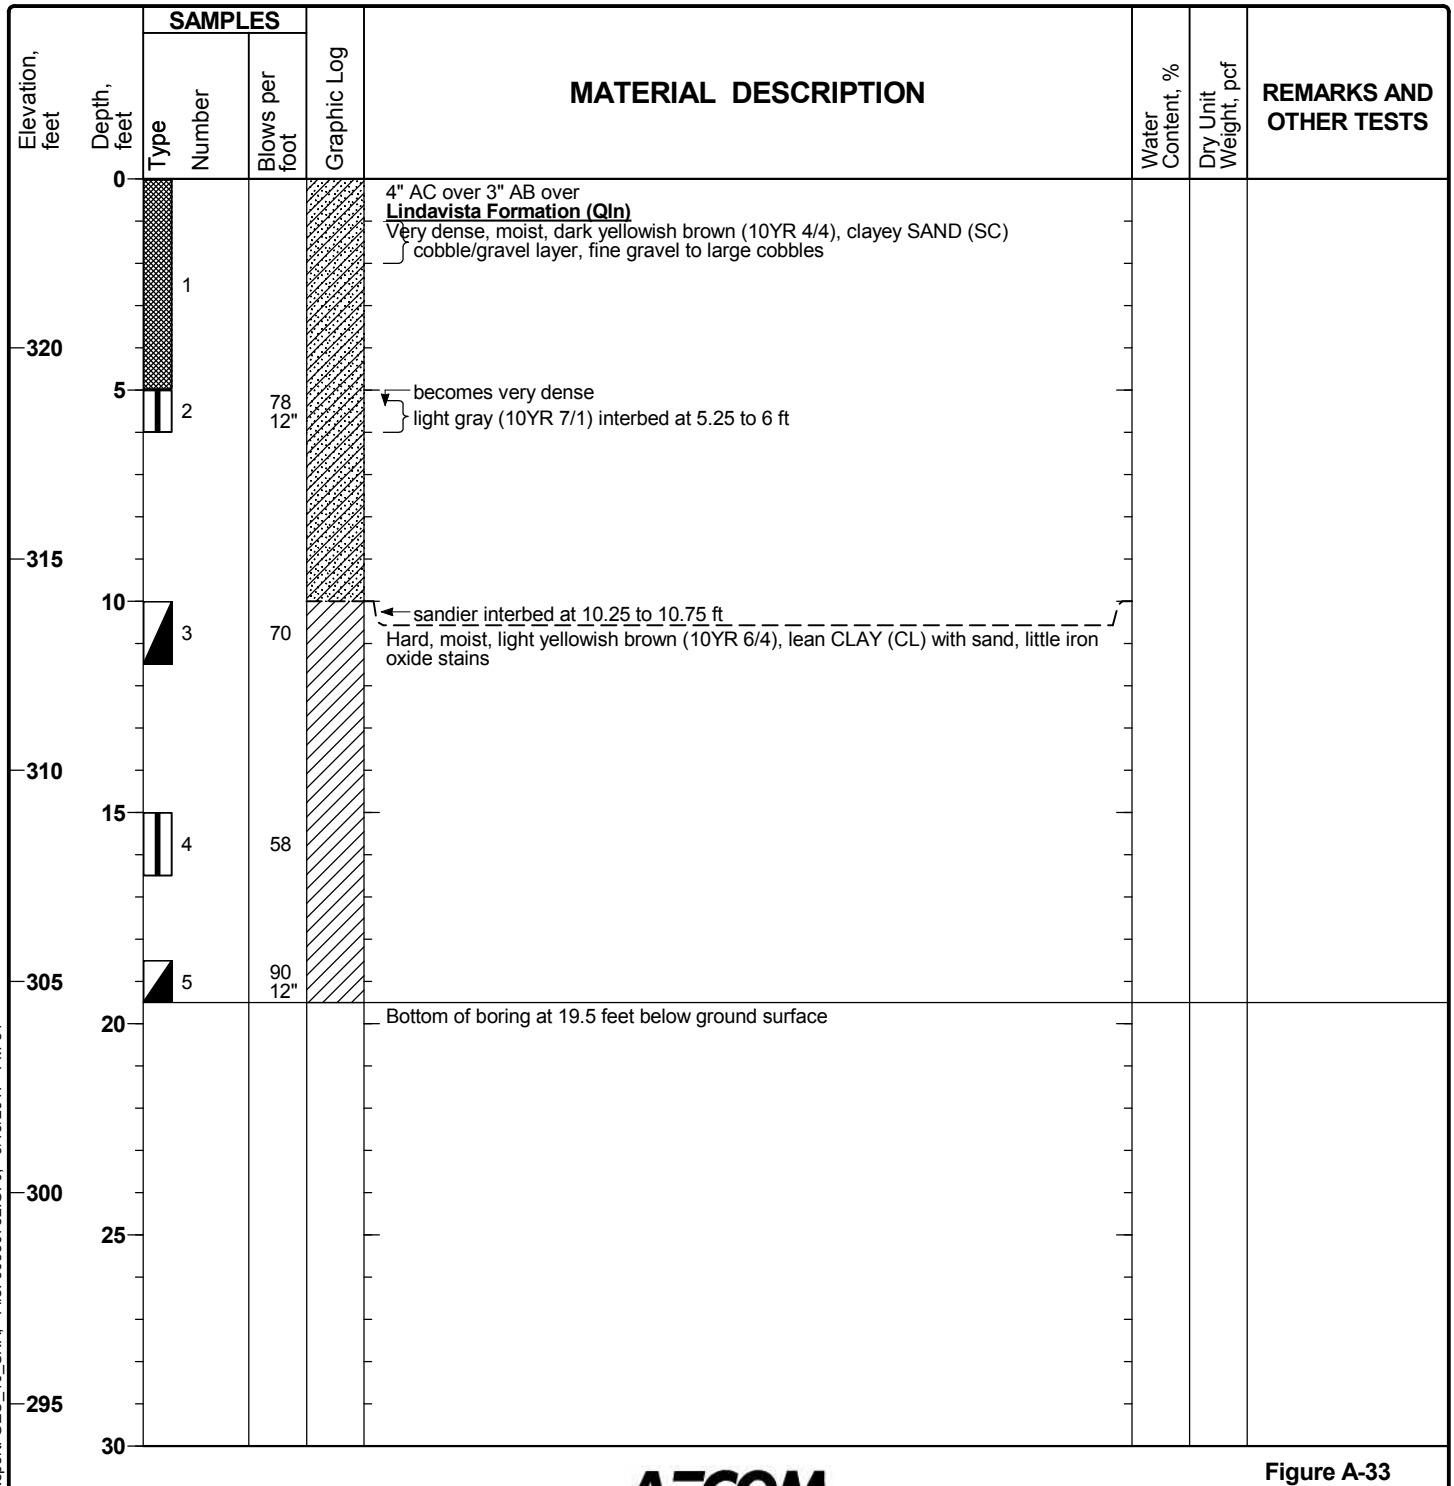 SAMPLES
Elevation,
feet
Depth,
feet
Type
Number
Blows per
foot
Graphic Log
MATERIAL DESCRIPTION
Water
Content, %
Dry Unit
Weight, pcf
REMARKS AND
OTHER TESTS
0
4" AC over 3" AB over
Lindavista Formation (Qln)
Very dense, moist, dark yellowish brown (10YR 4/4), clayey SAND (SC)
cobble/gravel layer, fine gravel to large cobbles
1
320
5
becomes very dense
2
78
12"
light gray (10YR 7/1) interbed at 5.25 to 6 ft
315
10
sandier interbed at 10.25 to 10.75 ft
3
70
Hard, moist, light yellowish brown (10YR 6/4), lean CLAY (CL) with sand, little iron
oxide stains
310
15
4
58
305
5
90
12"
20
Bottom of boring at 19.5 feet below ground surface
300
25
295
30
AECOM
Figure A-33